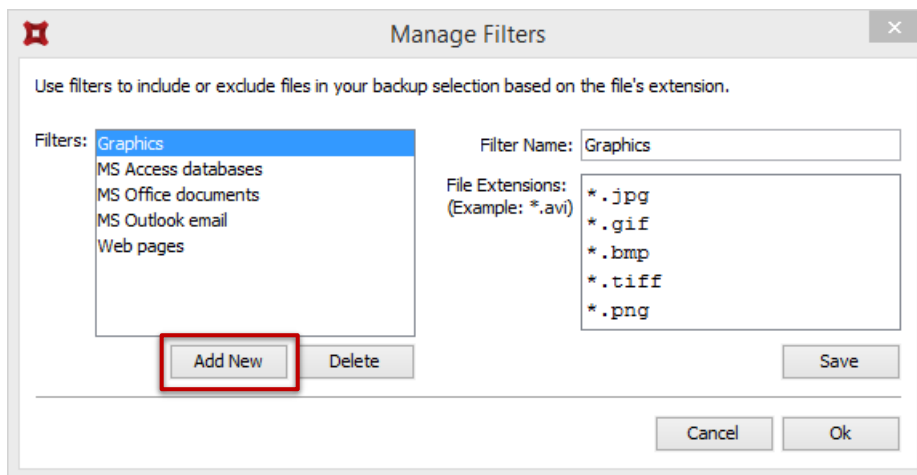 Manage Filters
Use filters to include or exclude files in your backup selection based on the file's extension.
Filters:
Graphics
MS Access databases
MS Office documents
MS Outlook email
Web pages
Add New
Delete
Filter Name:
Graphics
File Extensions:
(Example: *.avi)
*.jpg
*.gif
*.bmp
*.tiff
*.png
Save
Cancel
Ok